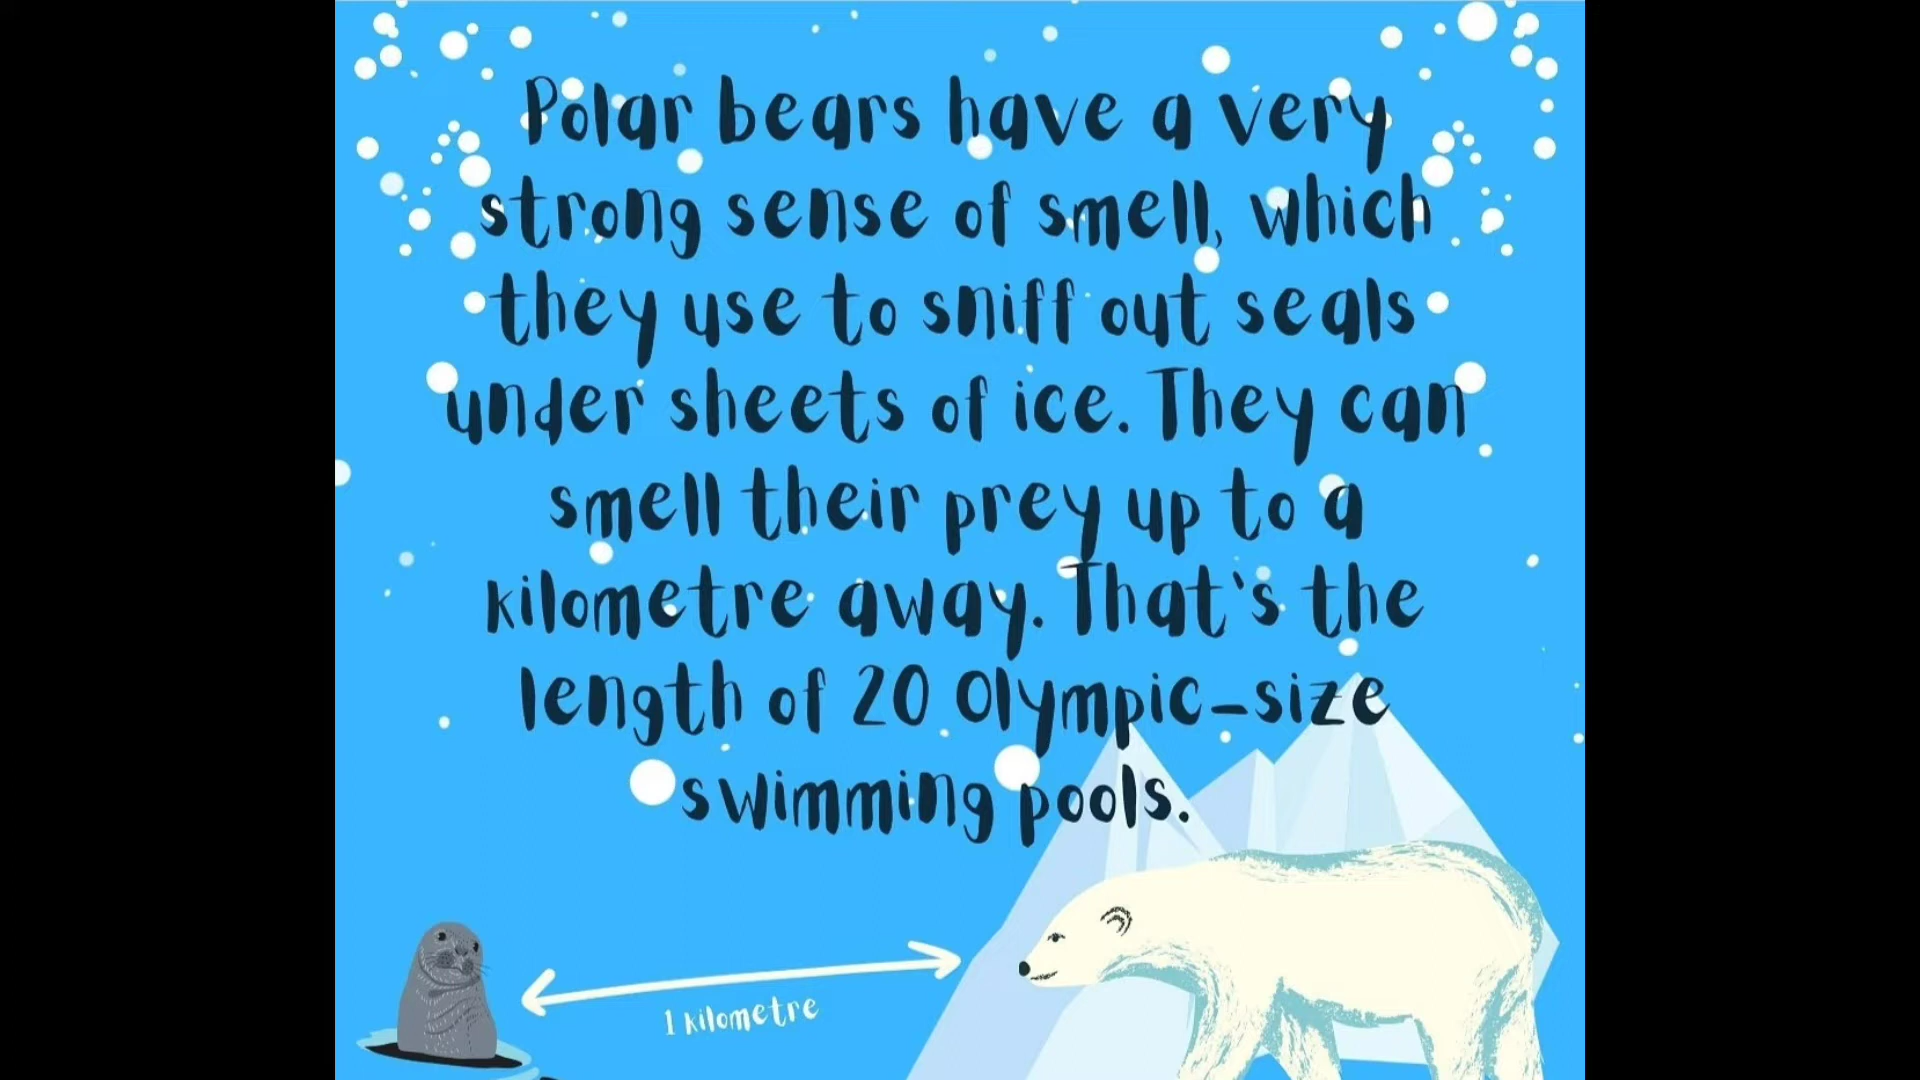 Polar bears have a very
strong sense of smell, which
they use to sniff out seals
under sheets of ice. They can
smell their prey up to a
kilometre away. That's the
length of 20 Olympic-size
swimming pools.
1 kilometre